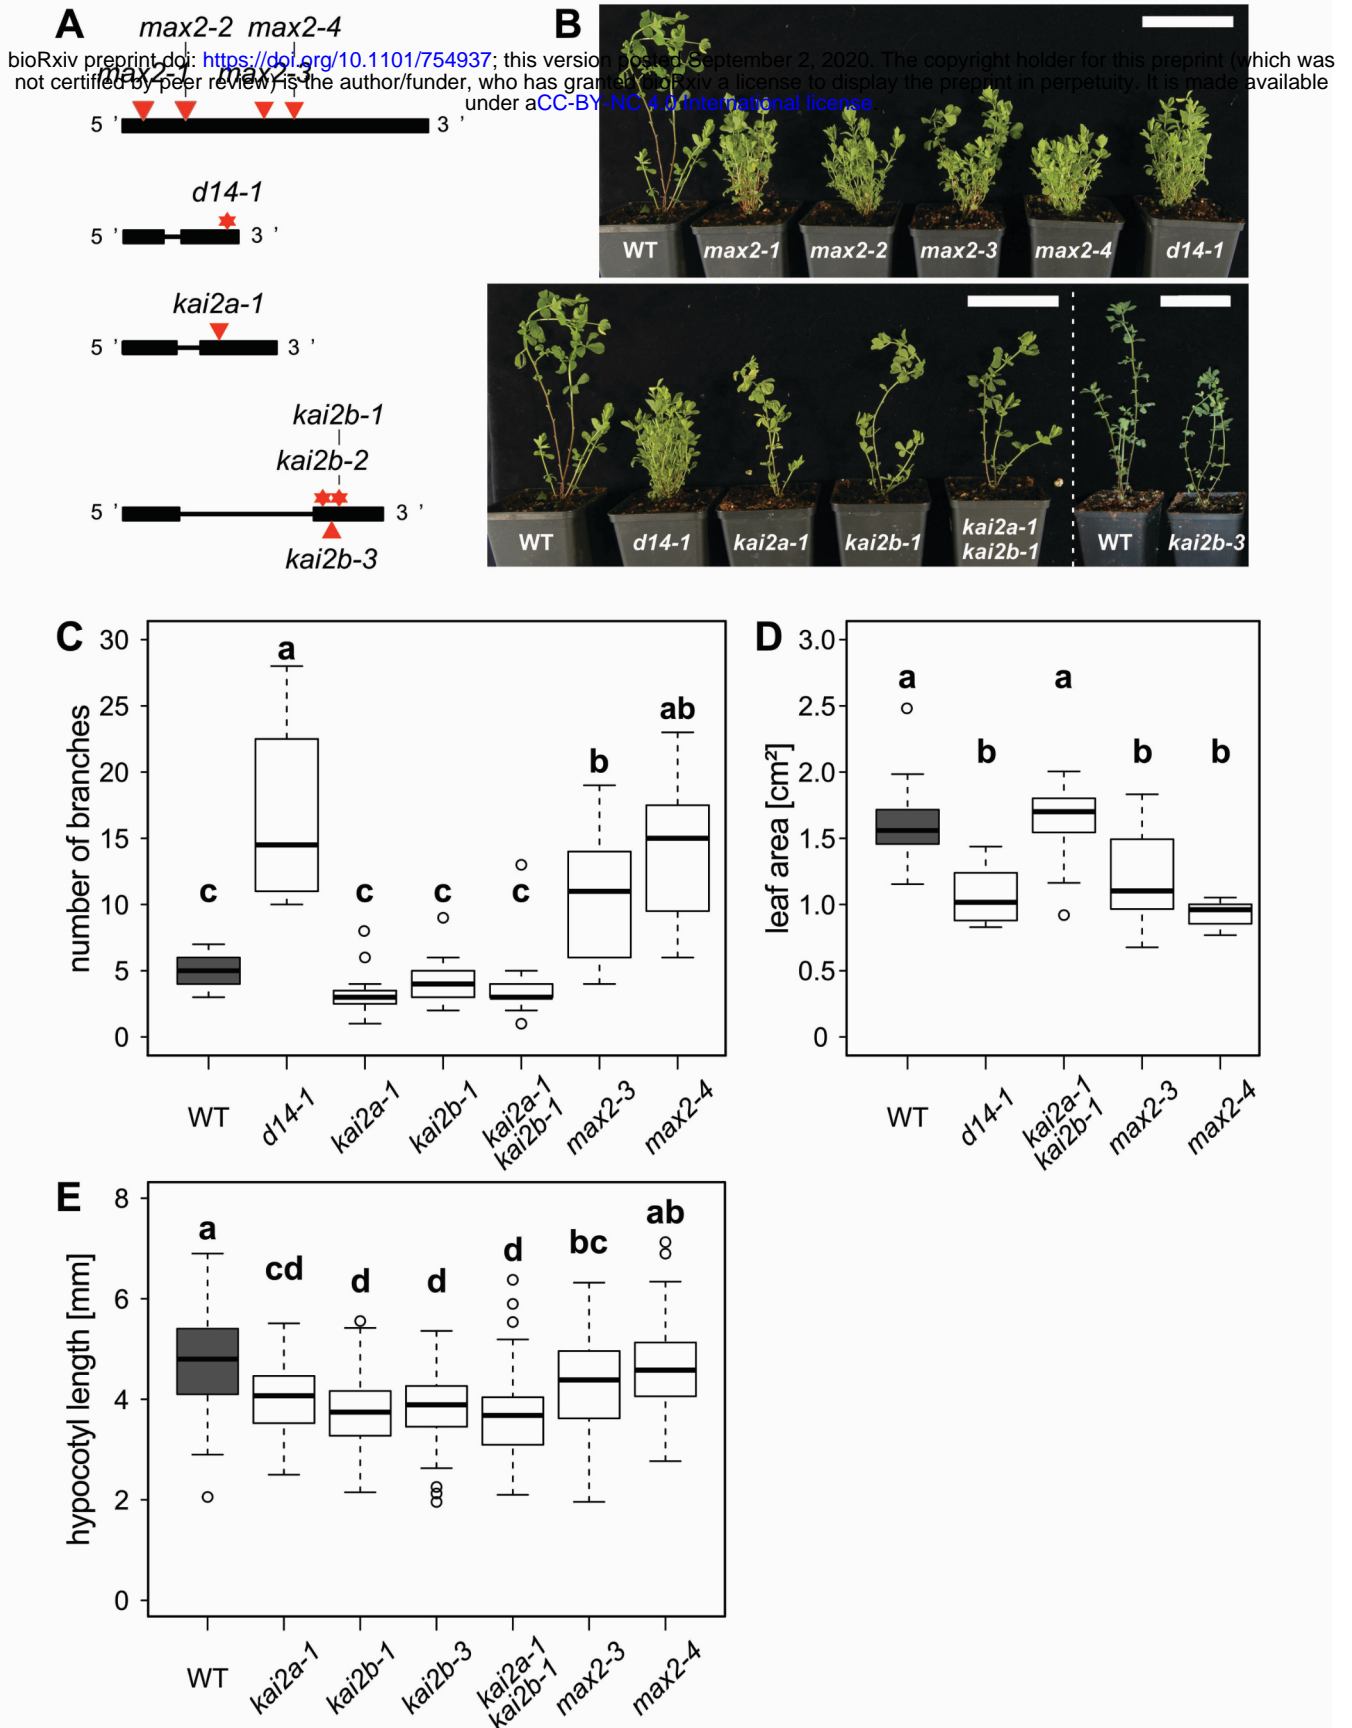 A
max2-2 max2-4
B
bioRxiv preprint doi: https://doi.org/10.1101/754937; this version posted September 2, 2020. The copyright holder for this preprint (which was
max2-1 max2-3
not certified by peer review) is the author/funder, who has granted bioRxiv a license to display the preprint in perpetuity. It is made available
under aCC-BY-NC 4.0 International license.
5 ' 3 '
d14-1
5 ' 3 '
kai2a-1
5 ' 3 '
kai2b-1
kai2b-2
5 ' 3 '
kai2b-3
WT max2-1 max2-2 max2-3 max2-4 d14-1
WT d14-1 kai2a-1 kai2b-1 kai2a-1 kai2b-1 WT kai2b-3
C
number of branches
30
25
20
15
10
5
0
c a c c c b ab
WT d14-1 kai2a-1 kai2b-1 kai2a-1 kai2b-1 max2-3 max2-4
D
leaf area [cm²]
3.0
2.5
2.0
1.5
1.0
0.5
0
a b a b b
WT d14-1 kai2a-1 kai2b-1 max2-3 max2-4
E
hypocotyl length [mm]
8
6
4
2
0
a cd d d d bc ab
WT kai2a-1 kai2b-1 kai2b-3 kai2a-1 kai2b-1 max2-3 max2-4